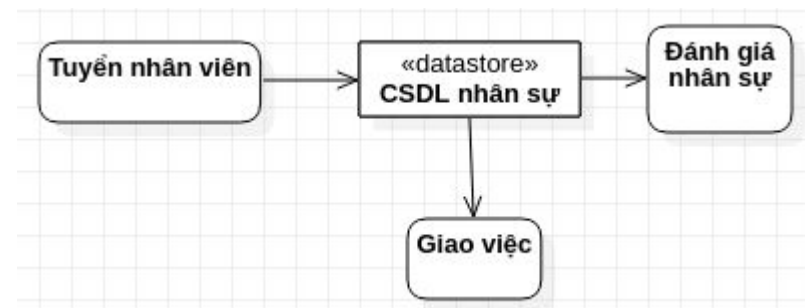 Tuyển nhân viên
«datastore»
CSDL nhân sự
Đánh giá
nhân sự
Giao việc